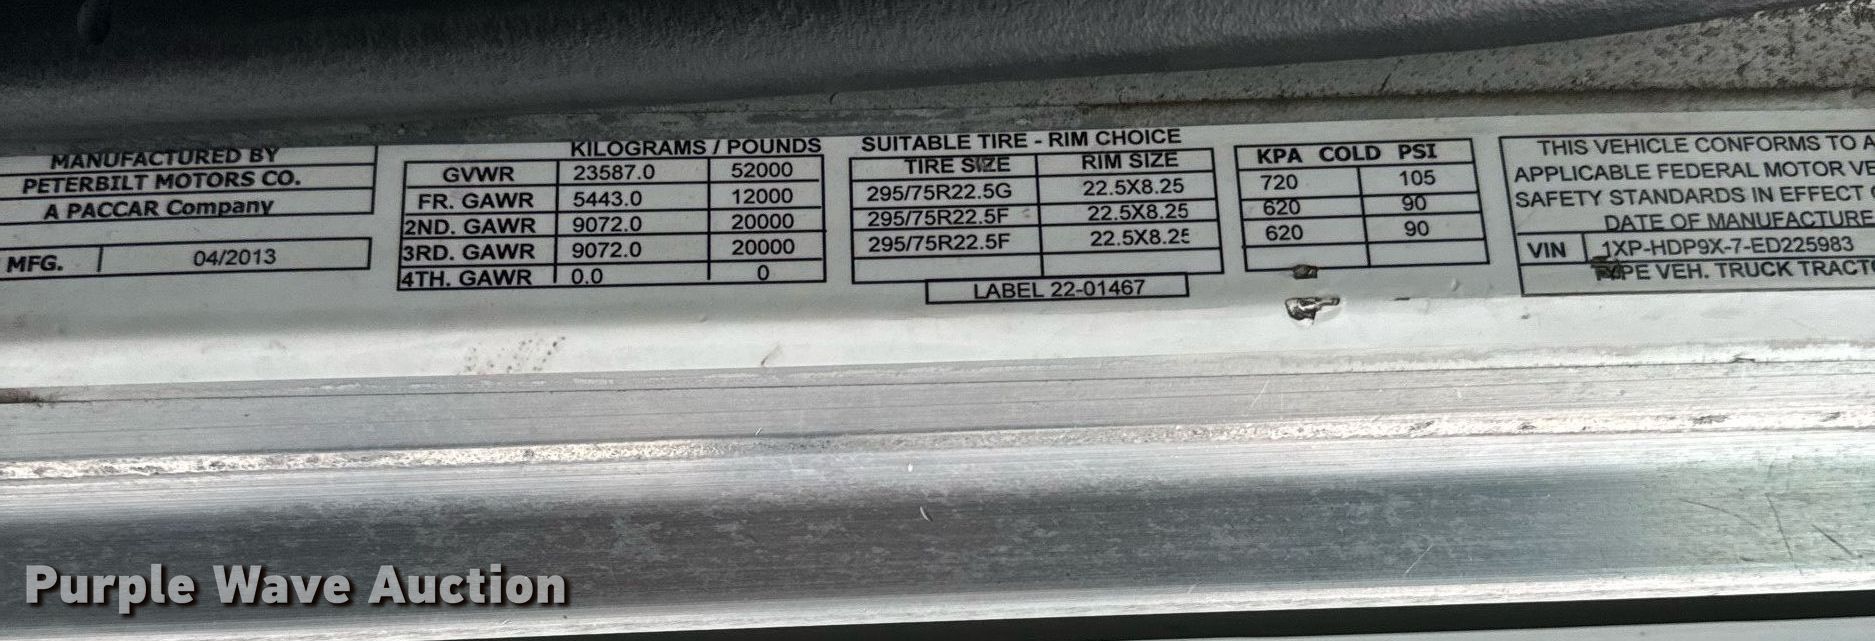 MANUFACTURED BY
PETERBILT MOTORS CO.
A PACCAR Company
MFG. 04/2013
KILOGRAMS / POUNDS
GVWR 23587.0 52000
FR. GAWR 5443.0 12000
2ND. GAWR 9072.0 20000
3RD. GAWR 9072.0 20000
4TH. GAWR 0.0 0
SUITABLE TIRE - RIM CHOICE
TIRE SIZE RIM SIZE
295/75R22.5G 22.5X8.25
295/75R22.5F 22.5X8.25
295/75R22.5F 22.5X8.25
LABEL 22-01467
KPA COLD PSI
720 105
620 90
620 90
THIS VEHICLE CONFORMS TO A
APPLICABLE FEDERAL MOTOR VE
SAFETY STANDARDS IN EFFECT
DATE OF MANUFACTURE
VIN 1XP-HDP9X-7-ED225983
TYPE VEH. TRUCK TRACTO
Purple Wave Auction